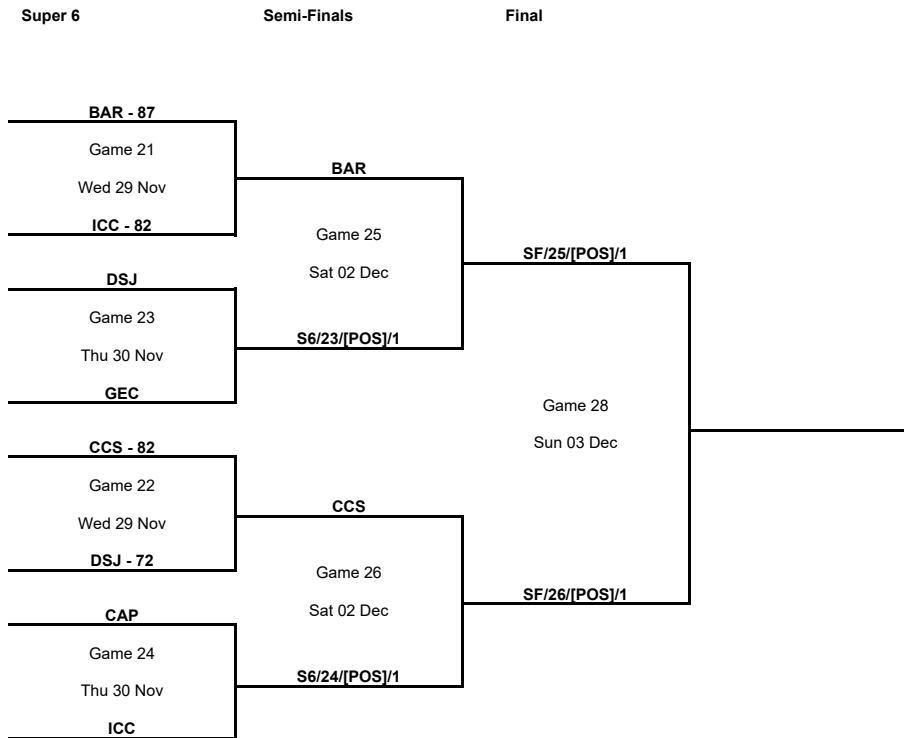 Super 6
Semi-Finals
Final
BAR - 87
Game 21
Wed 29 Nov
ICC - 82
DSJ
Game 23
Thu 30 Nov
GEC
CCS - 82
Game 22
Wed 29 Nov
DSJ - 72
CAP
Game 24
Thu 30 Nov
ICC
BAR
Game 25
Sat 02 Dec
S6/23/[POS]/1
CCS
Game 26
Sat 02 Dec
S6/24/[POS]/1
SF/25/[POS]/1
Game 28
Sun 03 Dec
SF/26/[POS]/1